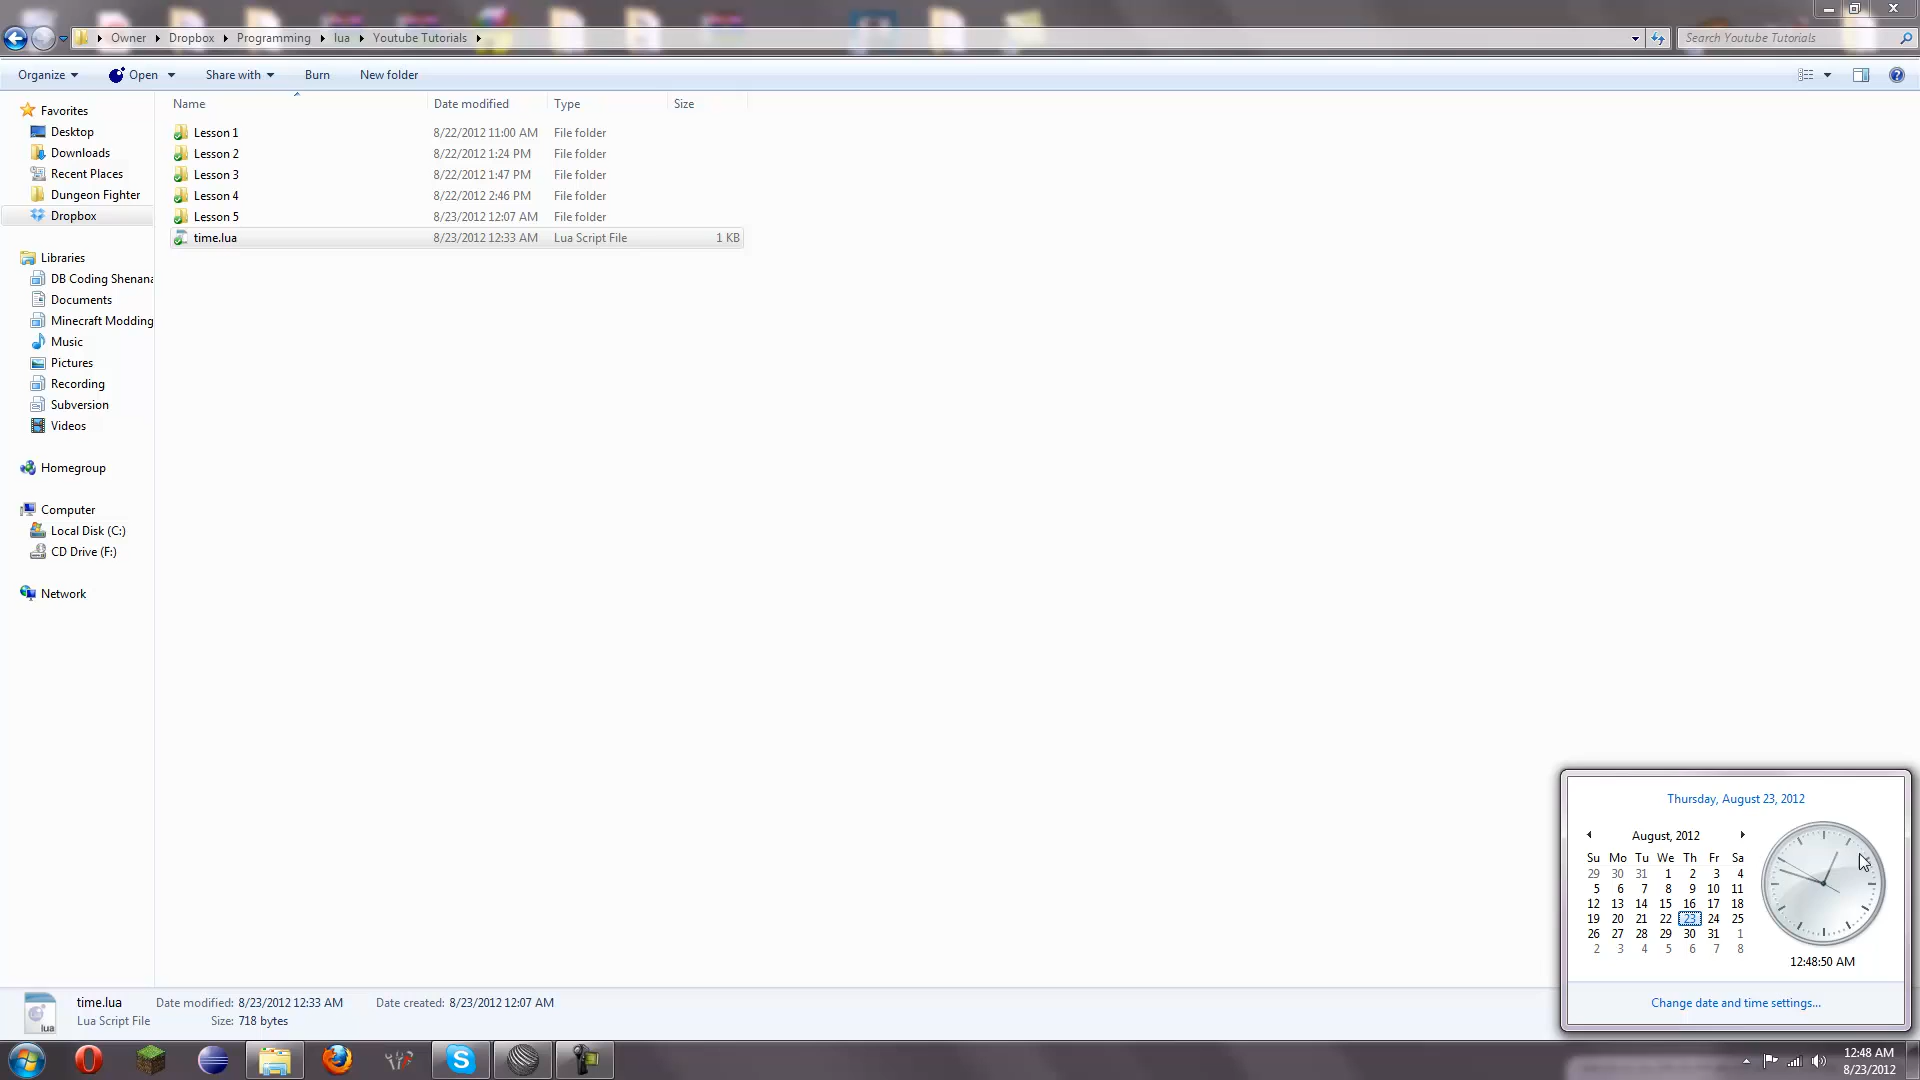 Owner Dropbox Programming lua Youtube Tutorials
Search Youtube Tutorials
Organize Open Share with Burn New folder
Name Date modified Type Size
Favorites
Desktop
Downloads
Recent Places
Dungeon Fighter
Dropbox
Libraries
DB Coding Shenana
Documents
Minecraft Modding
Music
Pictures
Recording
Subversion
Videos
Homegroup
Computer
Local Disk (C:)
CD Drive (F:)
Network
Lesson 1 8/22/2012 11:00 AM File folder
Lesson 2 8/22/2012 1:24 PM File folder
Lesson 3 8/22/2012 1:47 PM File folder
Lesson 4 8/22/2012 2:46 PM File folder
Lesson 5 8/23/2012 12:07 AM File folder
time.lua 8/23/2012 12:33 AM Lua Script File 1 KB
Thursday, August 23, 2012
August, 2012
Su Mo Tu We Th Fr Sa
29 30 31 1 2 3 4
5 6 7 8 9 10 11
12 13 14 15 16 17 18
19 20 21 22 23 24 25
26 27 28 29 30 31 1
2 3 4 5 6 7 8
12:48:50 AM
Change date and time settings...
time.lua Date modified: 8/23/2012 12:33 AM Date created: 8/23/2012 12:07 AM
Lua Script File Size: 718 bytes
lua
12:48 AM
8/23/2012